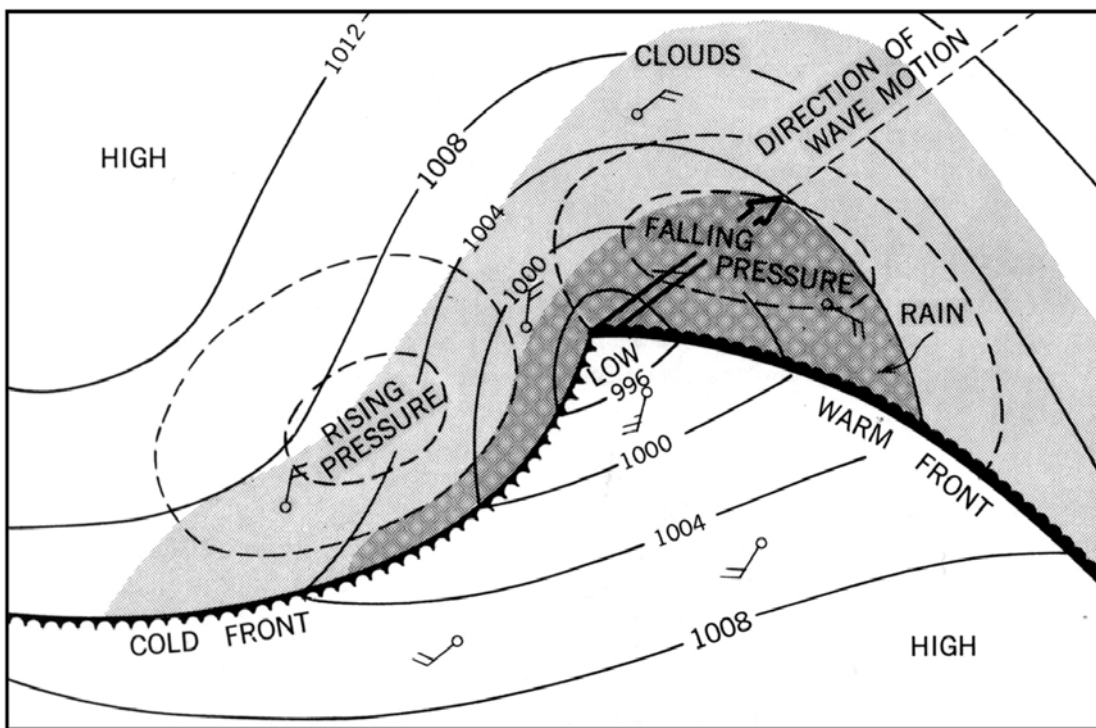 1012
CLOUDS
DIRECTION OF
WAVE MOTION
HIGH
1008
1004
FALLING
PRESSURE
1000
RAIN
LOW
996
RISING
PRESSURE
WARM FRONT
1000
1004
COLD FRONT
1008
HIGH